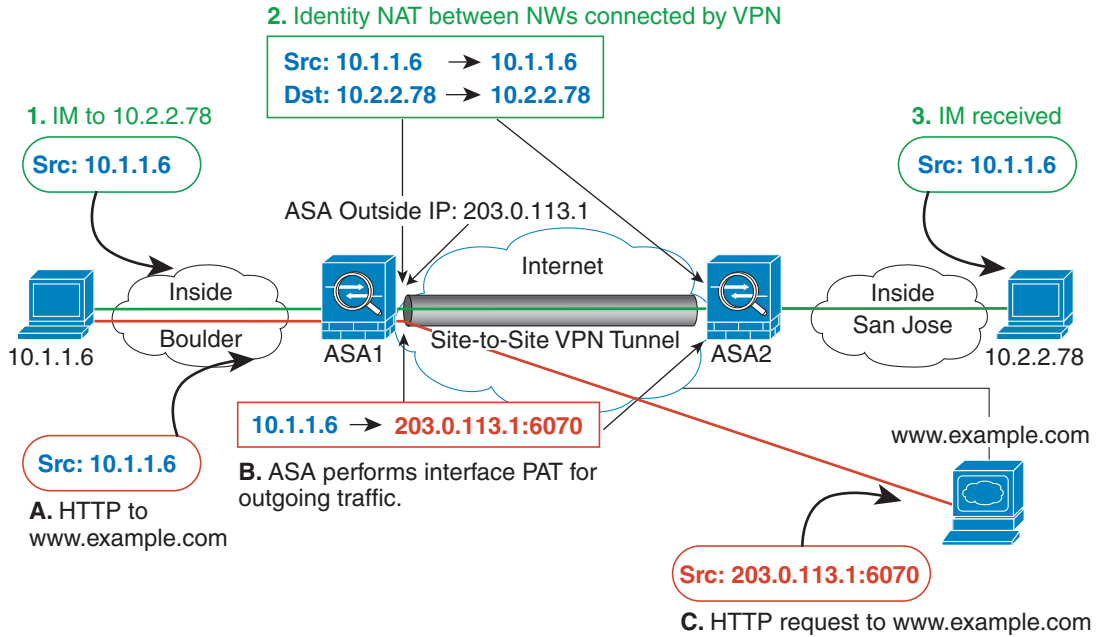 2. Identity NAT between NWs connected by VPN
Src: 10.1.1.6 → 10.1.1.6
Dst: 10.2.2.78 → 10.2.2.78
1. IM to 10.2.2.78
Src: 10.1.1.6
3. IM received
Src: 10.1.1.6
ASA Outside IP: 203.0.113.1
Internet
Inside
Boulder
Inside
San Jose
10.1.1.6
ASA1
Site-to-Site VPN Tunnel
ASA2
10.2.2.78
10.1.1.6 → 203.0.113.1:6070
www.example.com
Src: 10.1.1.6
B. ASA performs interface PAT for
outgoing traffic.
A. HTTP to
www.example.com
Src: 203.0.113.1:6070
C. HTTP request to www.example.com